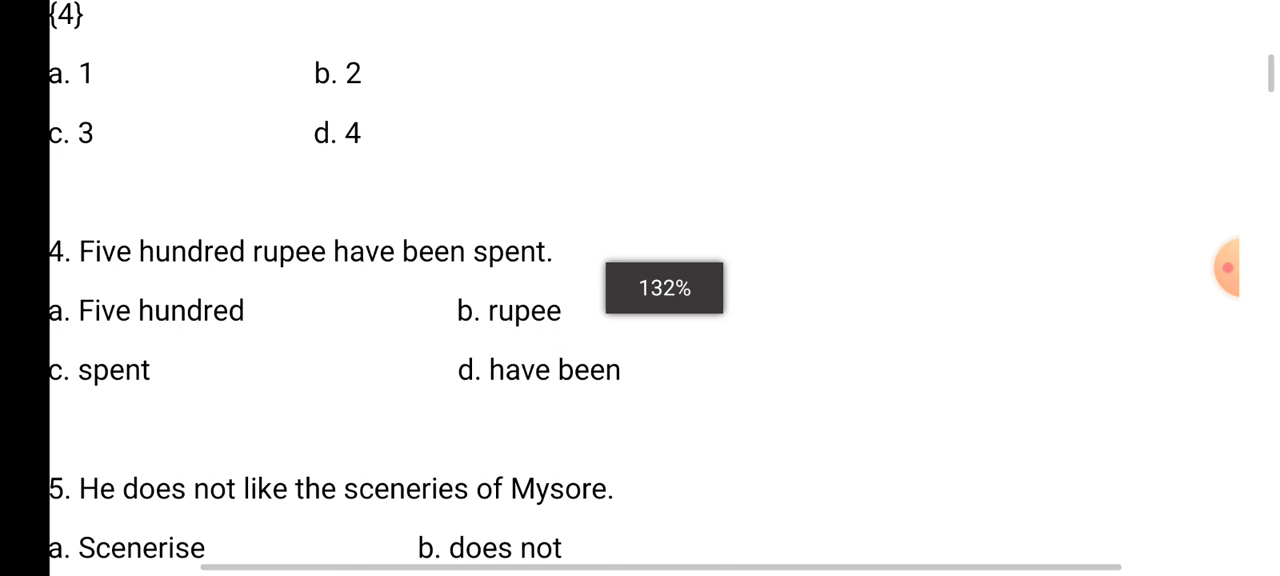 {4}
a. 1 b. 2
c. 3 d. 4
4. Five hundred rupee have been spent.
132%
a. Five hundred b. rupee
c. spent d. have been
5. He does not like the sceneries of Mysore.
a. Scenerise b. does not